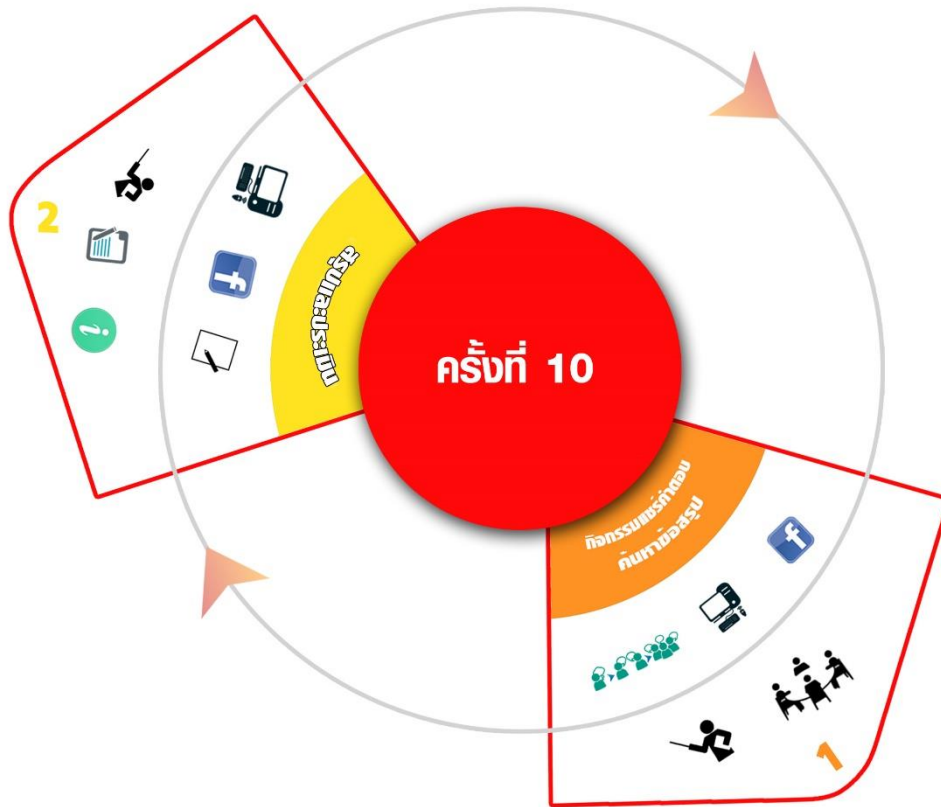 ครั้งที่ 10
กิจกรรมแชร์คำตอบ
ค้นหาข้อสรุป
1
สรุปและประเมิน
2